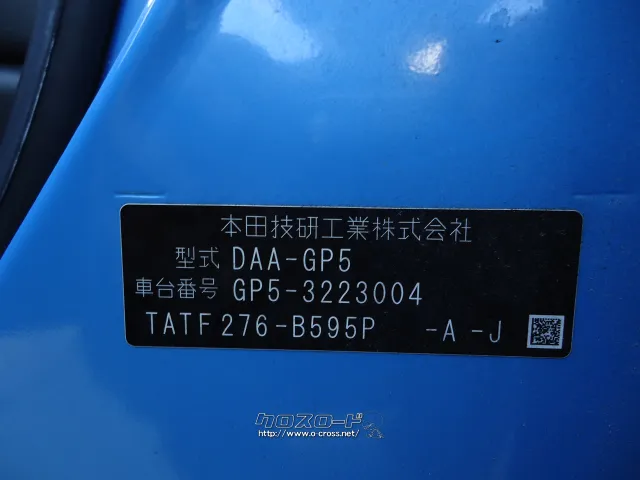 本田技研工業株式会社
型式 DAA-GP5
車台番号 GP5-3223004
TATF276-B595P -A -J
クロスロード
http://www.o-cross.net/